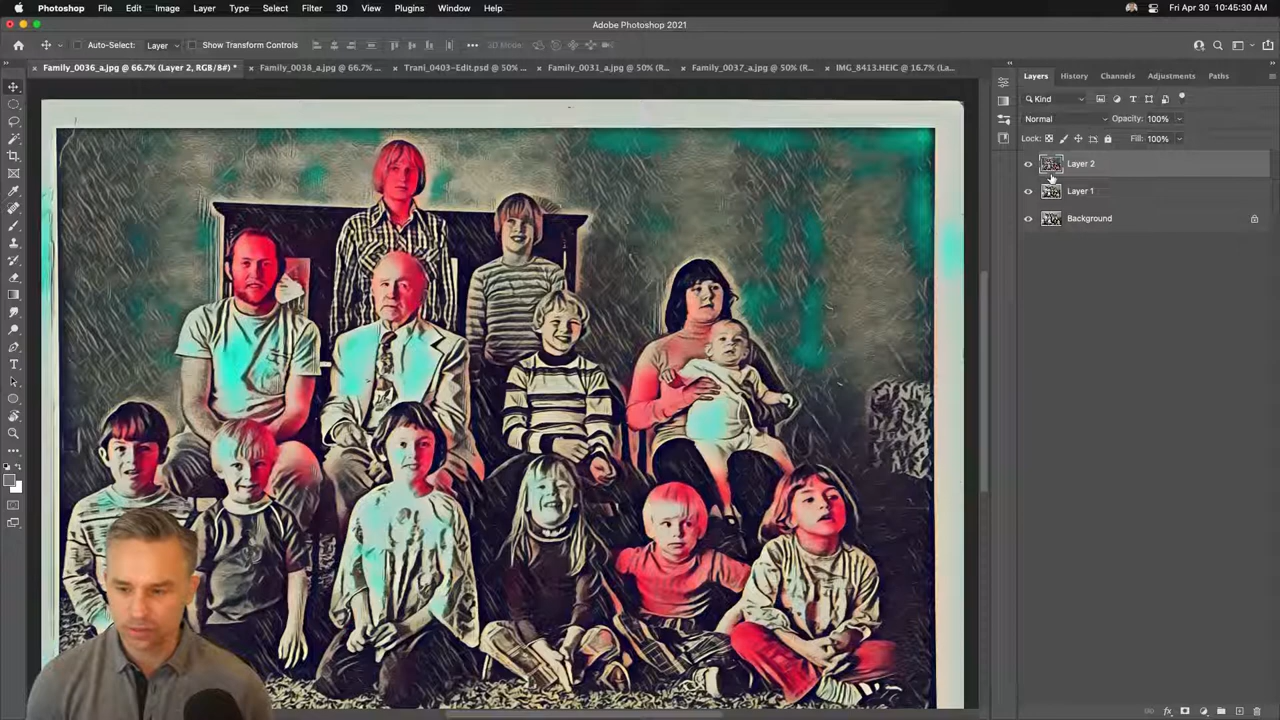 Photoshop File Edit Image Layer Type Select Filter 3D View Plugins Window Help Fri Apr 30 10:45:30 AM
Adobe Photoshop 2021
Auto-Select: Layer Show Transform Controls 3D Mode:
Family_0036_a.jpg @ 66.7% (Layer 2, RGB/8#) * Family_0038_a.jpg @ 66.7%... Trani_0403-Edit.psd @ 50%... Family_0031_a.jpg @ 50% (R... Family_0037_a.jpg @ 50% (R... IMG_8413.HEIC @ 16.7% (La...
Layers History Channels Adjustments Paths
Kind
Normal Opacity: 100%
Lock: Fill: 100%
Layer 2
Layer 1
Background
fx